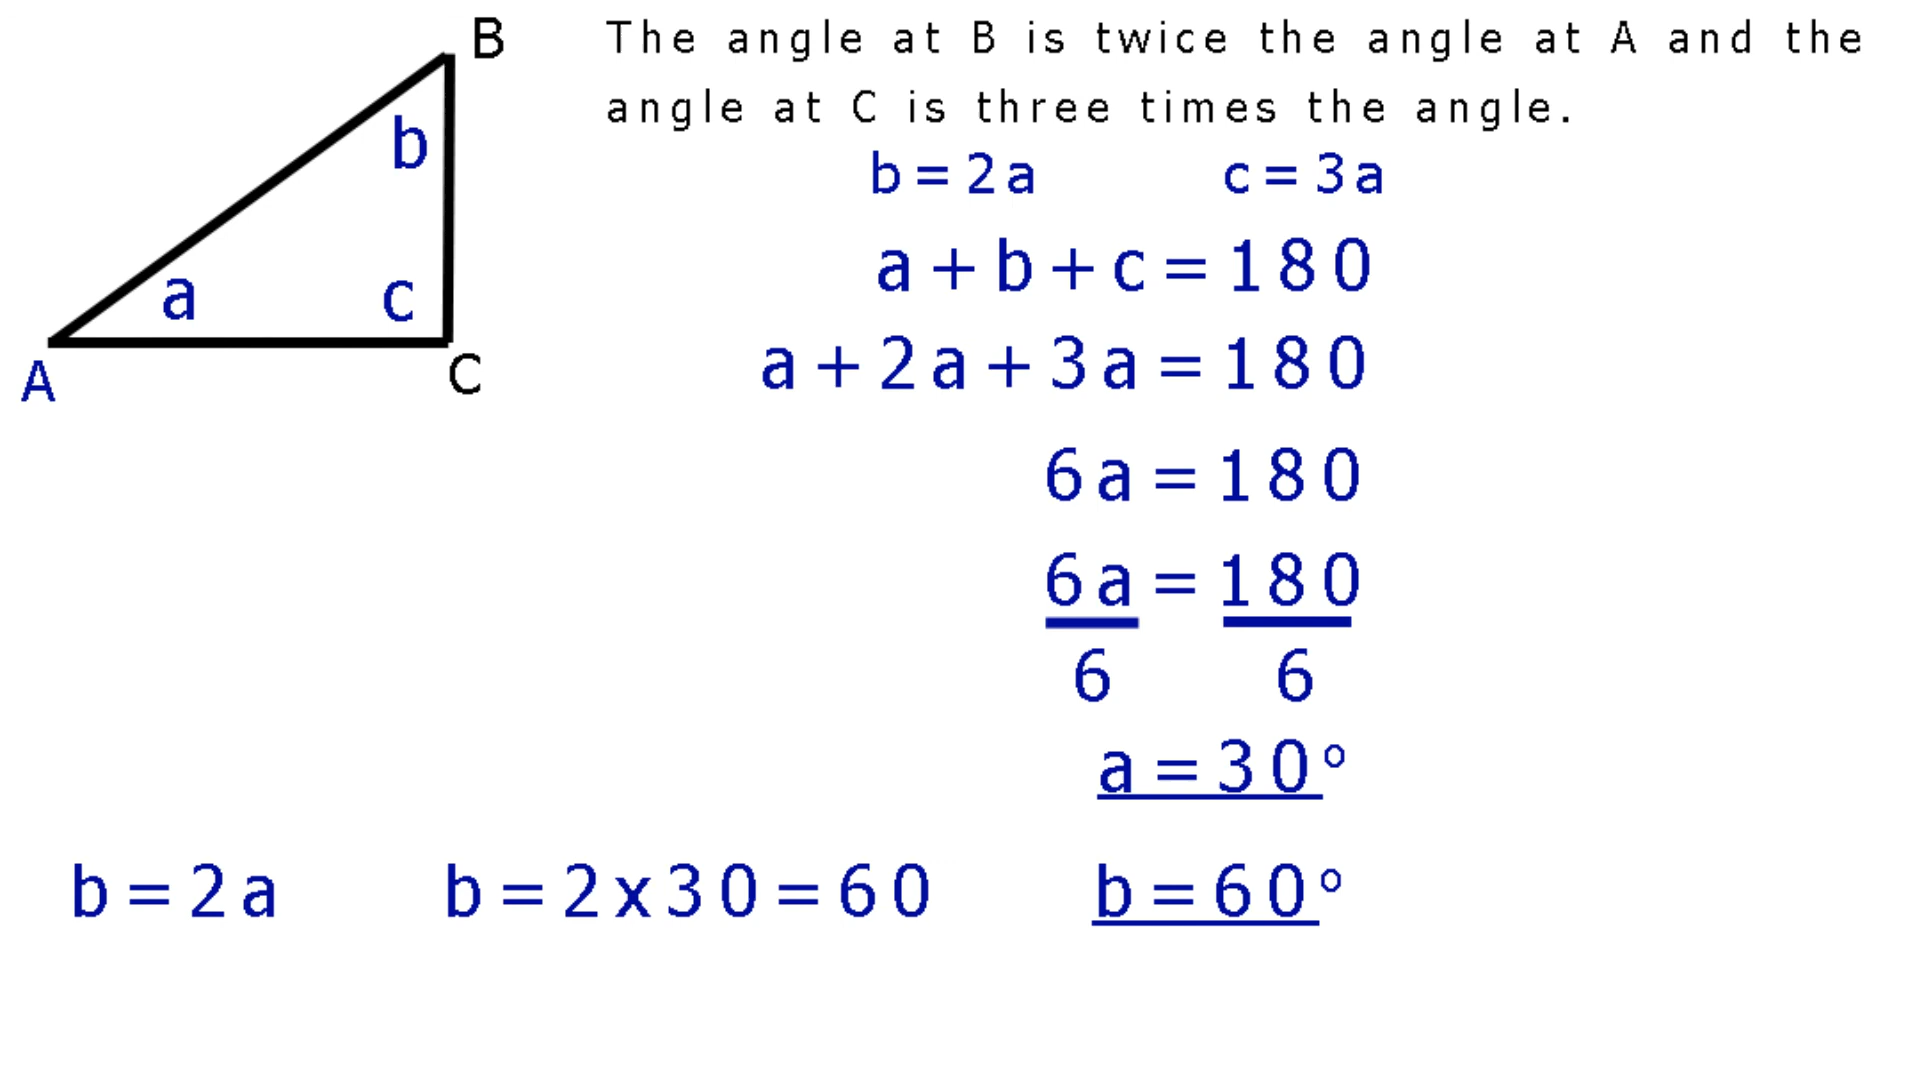 B
The angle at B is twice the angle at A and the
angle at C is three times the angle.
b
b = 2a c = 3a
a + b + c = 180
a c
a + 2a + 3a = 180
A C
6a = 180
6a = 180
6 6
a = 30°
b = 2a b = 2x30 = 60 b = 60°